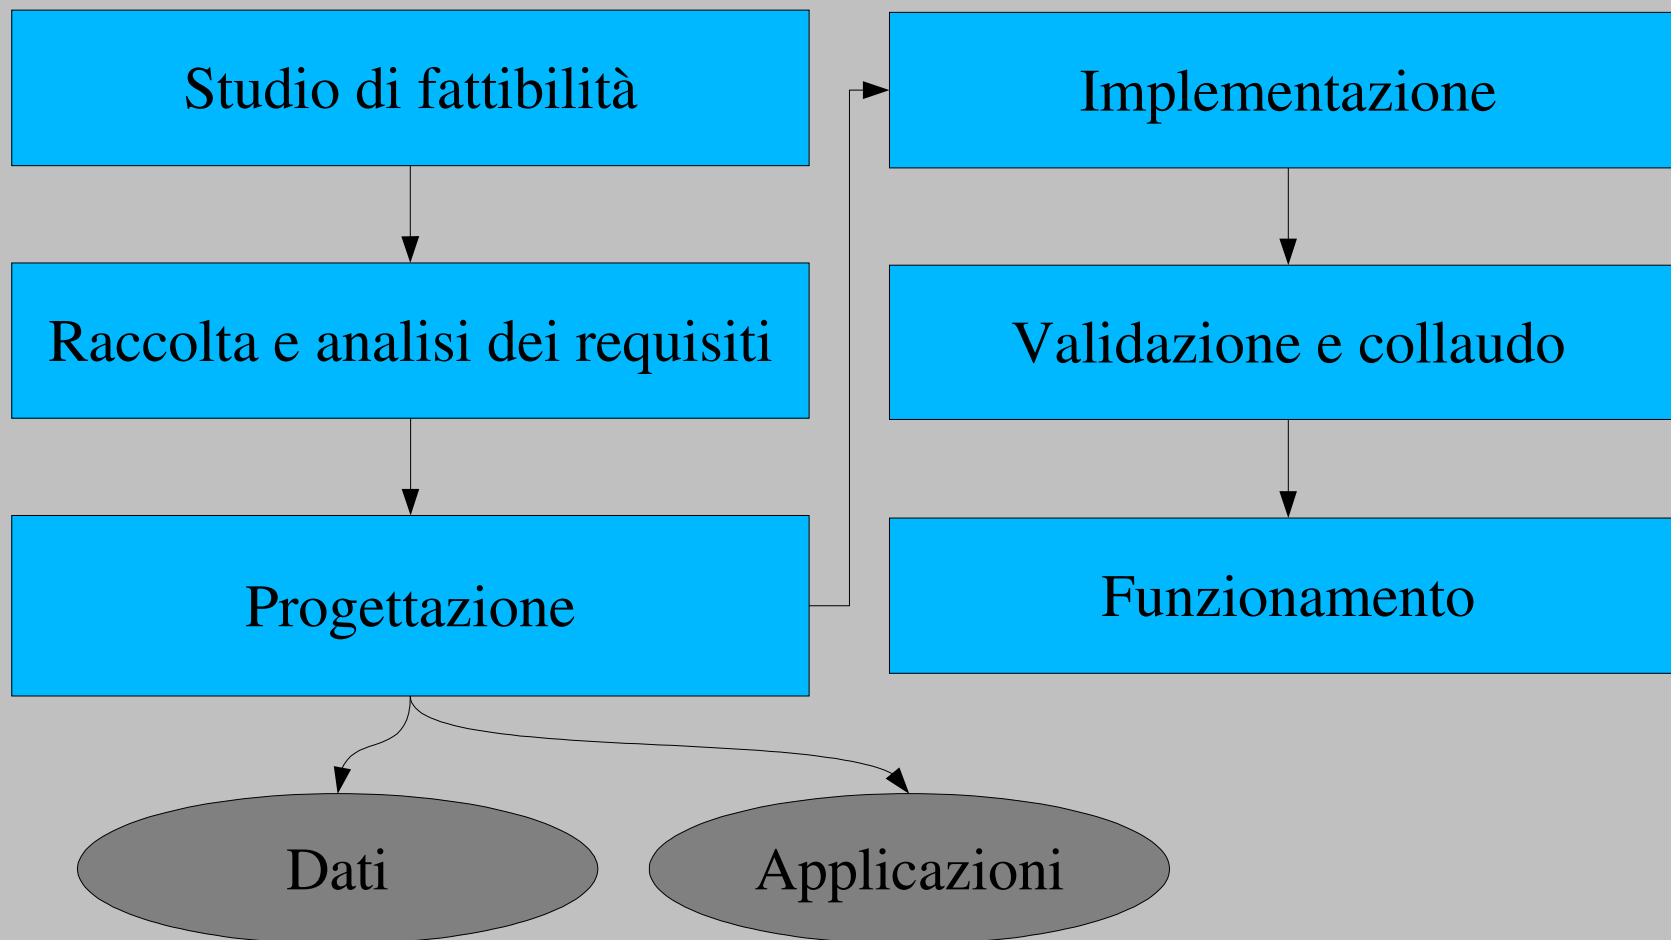 Studio di fattibilità
Raccolta e analisi dei requisiti
Progettazione
Implementazione
Validazione e collaudo
Funzionamento
Dati
Applicazioni